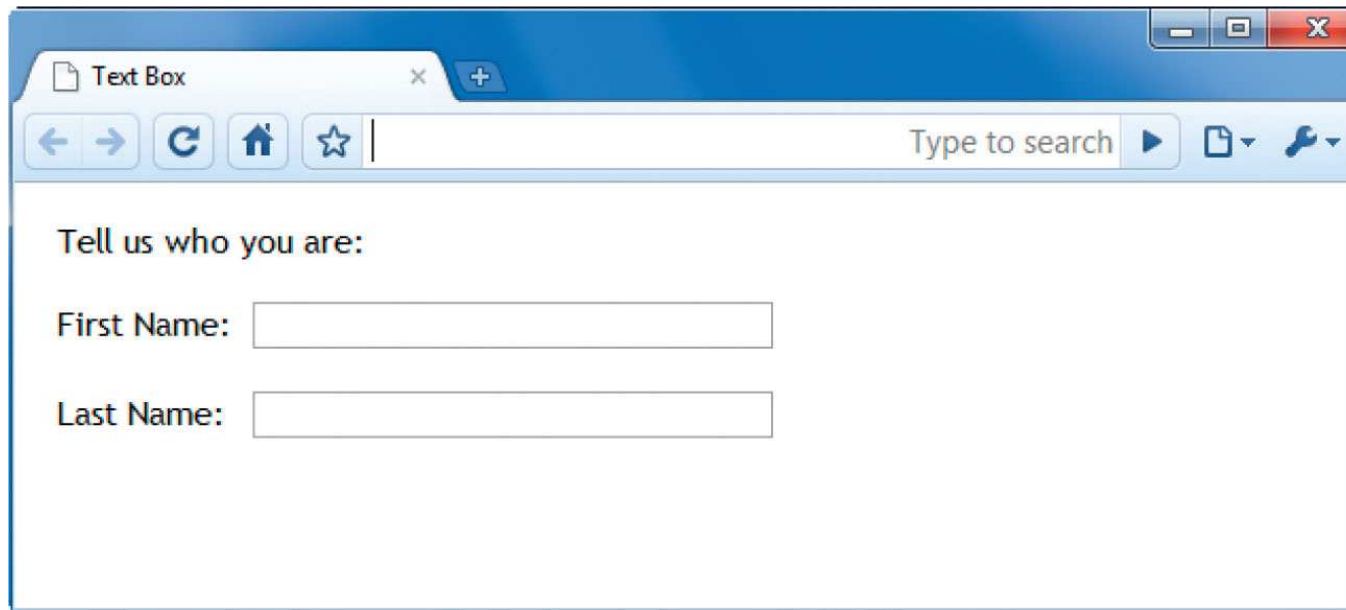 Text Box
Type to search
Tell us who you are:
First Name:
Last Name: